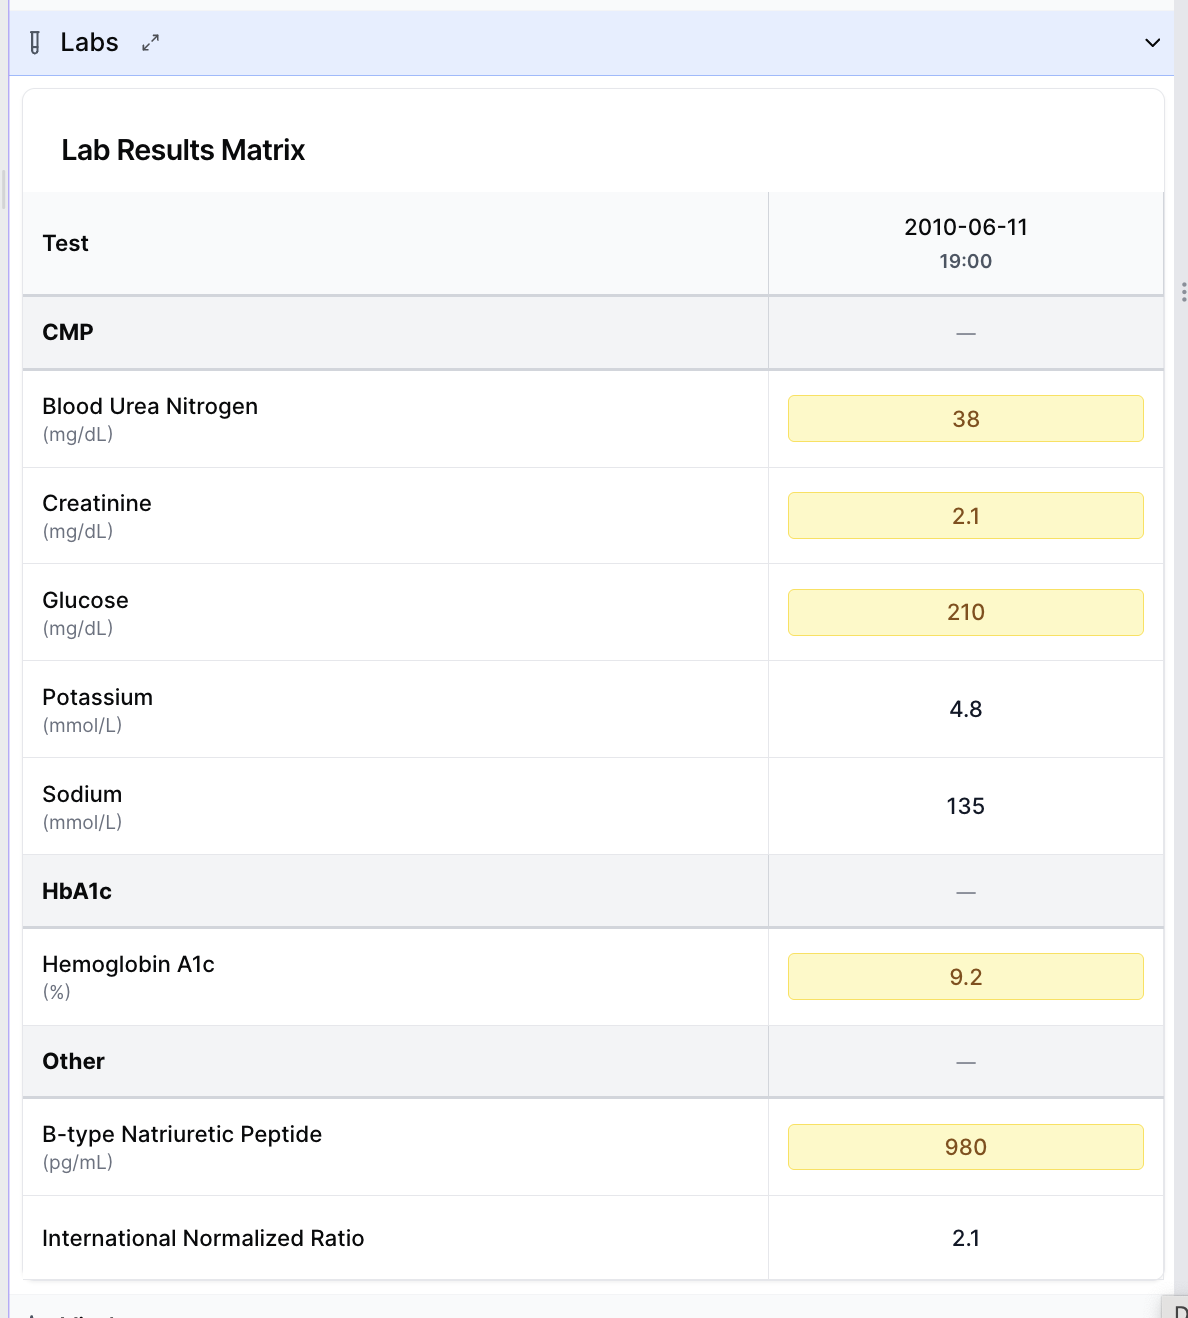 Labs
Lab Results Matrix
Test
2010-06-11
19:00
CMP
—
Blood Urea Nitrogen
(mg/dL)
38
Creatinine
(mg/dL)
2.1
Glucose
(mg/dL)
210
Potassium
(mmol/L)
4.8
Sodium
(mmol/L)
135
HbA1c
—
Hemoglobin A1c
(%)
9.2
Other
—
B-type Natriuretic Peptide
(pg/mL)
980
International Normalized Ratio
2.1